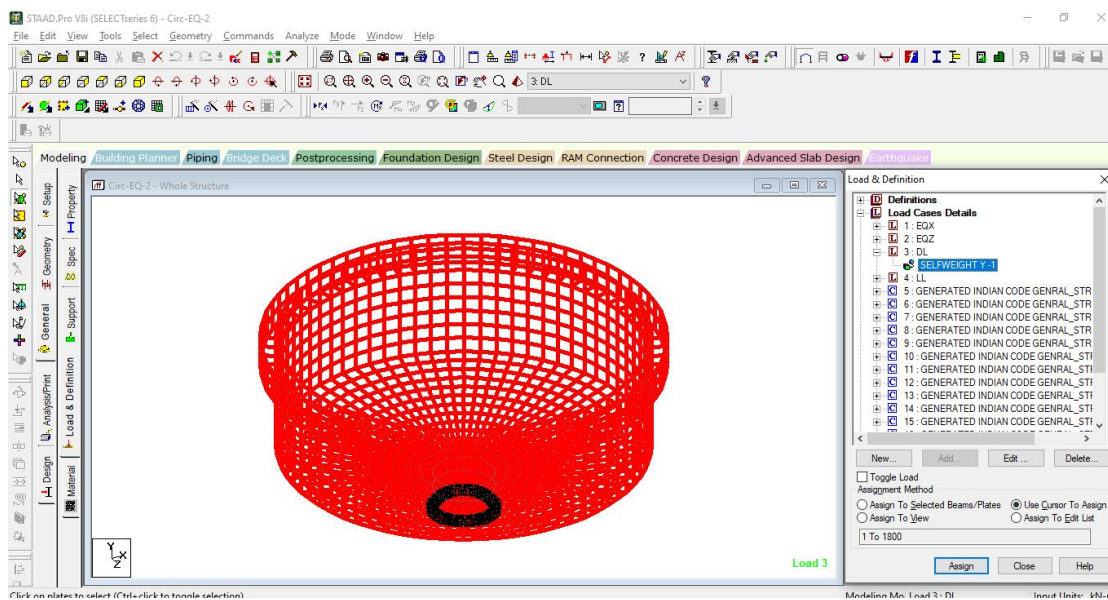 STAAD.Pro V8i (SELECTseries 6) - Circ-EQ-2
File Edit View Tools Select Geometry Commands Analyze Mode Window Help
3: DL
Modeling Building Planner Piping Bridge Deck Postprocessing Foundation Design Steel Design RAM Connection Concrete Design Advanced Slab Design Earthquake
Setup
Geometry
General
Analysis/Print
Design
Property
Spec
Support
Load & Definition
Material
Circ-EQ-2 - Whole Structure
Y
X
Z
Load 3
Load & Definition
Definitions
Load Cases Details
1 : EQX
2 : EQZ
3 : DL
SELFWEIGHT Y -1
4 : LL
5 : GENERATED INDIAN CODE GENRAL_STR
6 : GENERATED INDIAN CODE GENRAL_STR
7 : GENERATED INDIAN CODE GENRAL_STR
8 : GENERATED INDIAN CODE GENRAL_STR
9 : GENERATED INDIAN CODE GENRAL_STR
10 : GENERATED INDIAN CODE GENRAL_STF
11 : GENERATED INDIAN CODE GENRAL_STF
12 : GENERATED INDIAN CODE GENRAL_STF
13 : GENERATED INDIAN CODE GENRAL_STF
14 : GENERATED INDIAN CODE GENRAL_STF
15 : GENERATED INDIAN CODE GENRAL_STF
New... Add... Edit ... Delete...
Toggle Load
Assignment Method
Assign To Selected Beams/Plates Use Cursor To Assign
Assign To View Assign To Edit List
1 To 1800
Assign Close Help
Click on plates to select (Ctrl+click to toggle selection) Modeling Mo Load 3 : DL Input Units: kN-